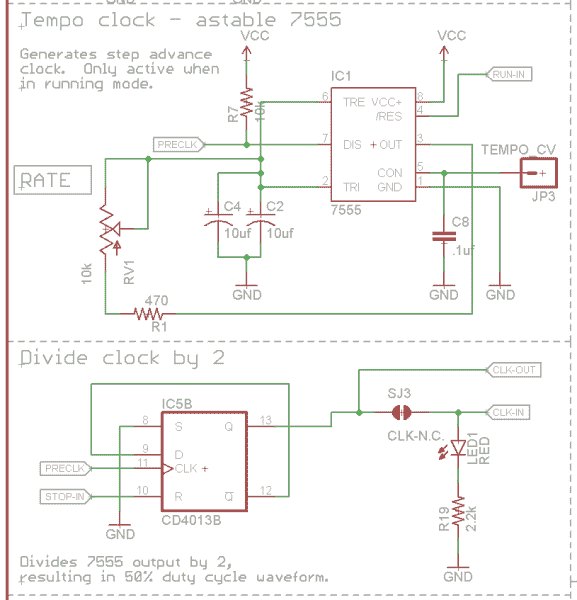 GND
GND
Tempo clock - astable 7555
Generates step advance
clock. Only active when
in running mode.
VCC
VCC
IC1
RUN-IN
R7
10k
6
TRE
VCC+
8
/RES
4
PRECLK
7
DIS
+OUT
3
TEMPO_CV
RATE
CON
5
2
TRI
GND
1
7555
JP3
C4
10uf
C2
10uf
C8
.1uf
10k
RV1
GND
GND
GND
470
R1
Divide clock by 2
CLK-OUT
SJ3
IC5B
CLK-IN
8
S
Q
13
CLK-N.C.
LED1
RED
9
D
PRECLK
11
CLK +
STOP-IN
10
R
Q
12
CD4013B
R19
2.2k
GND
GND
Divides 7555 output by 2,
resulting in 50% duty cycle waveform.